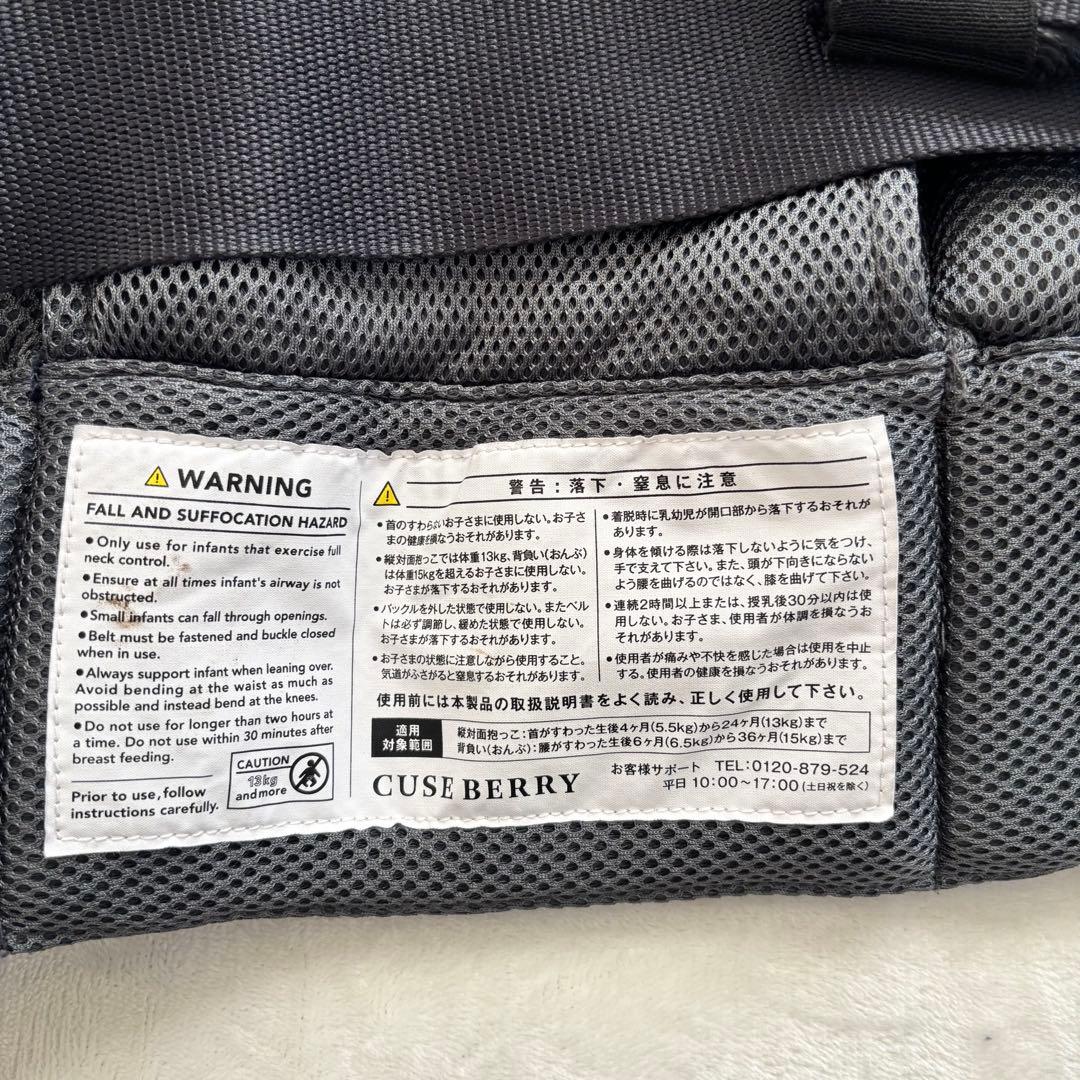 WARNING
FALL AND SUFFOCATION HAZARD
•Only use for infants that exercise full
neck control.
•Ensure at all times infant's airway is not
obstructed.
•Small infants can fall through openings.
•Belt must be fastened and buckle closed
when in use.
•Always support infant when leaning over.
Avoid bending at the waist as much as
possible and instead bend at the knees.
•Do not use for longer than two hours at
a time. Do not use within 30 minutes after
breast feeding.
Prior to use, follow
instructions carefully.
CAUTION
13kg
and more
警告:落下・窒息に注意
•首のすわらないお子さまに使用しない。お子さ
まの健康を損なうおそれがあります。
•縦対面抱っこでは体重13kg、背負い(おんぶ)
は体重15kgを超えるお子さまに使用しない。
お子さまが落下するおそれがあります。
•バックルを外した状態で使用しない。またベル
トは必ず調節し、緩めた状態で使用しない。
お子さまが落下するおそれがあります。
•お子さまの状態に注意しながら使用すること。
気道がふさがると窒息するおそれがあります。
•着脱時に乳幼児が開口部から落下するおそれが
あります。
•身体を傾ける際は落下しないように気をつけ、
手で支えて下さい。また、頭が下向きにならない
よう腰を曲げるのではなく、膝を曲げて下さい。
•連続2時間以上または、授乳後30分以内は使
用しない。お子さま、使用者が体調を損なうお
それがあります。
•使用者が痛みや不快を感じた場合は使用を中止
する。使用者の健康を損なうおそれがあります。
使用前には本製品の取扱説明書をよく読み、正しく使用して下さい。
適用
対象範囲
縦対面抱っこ:首がすわった生後4ヶ月(5.5kg)から24ヶ月(13kg)まで
背負い(おんぶ):腰がすわった生後6ヶ月(6.5kg)から36ヶ月(15kg)まで
CUSE BERRY
お客様サポート TEL:0120-879-524
平日 10:00〜17:00(土日祝を除く)